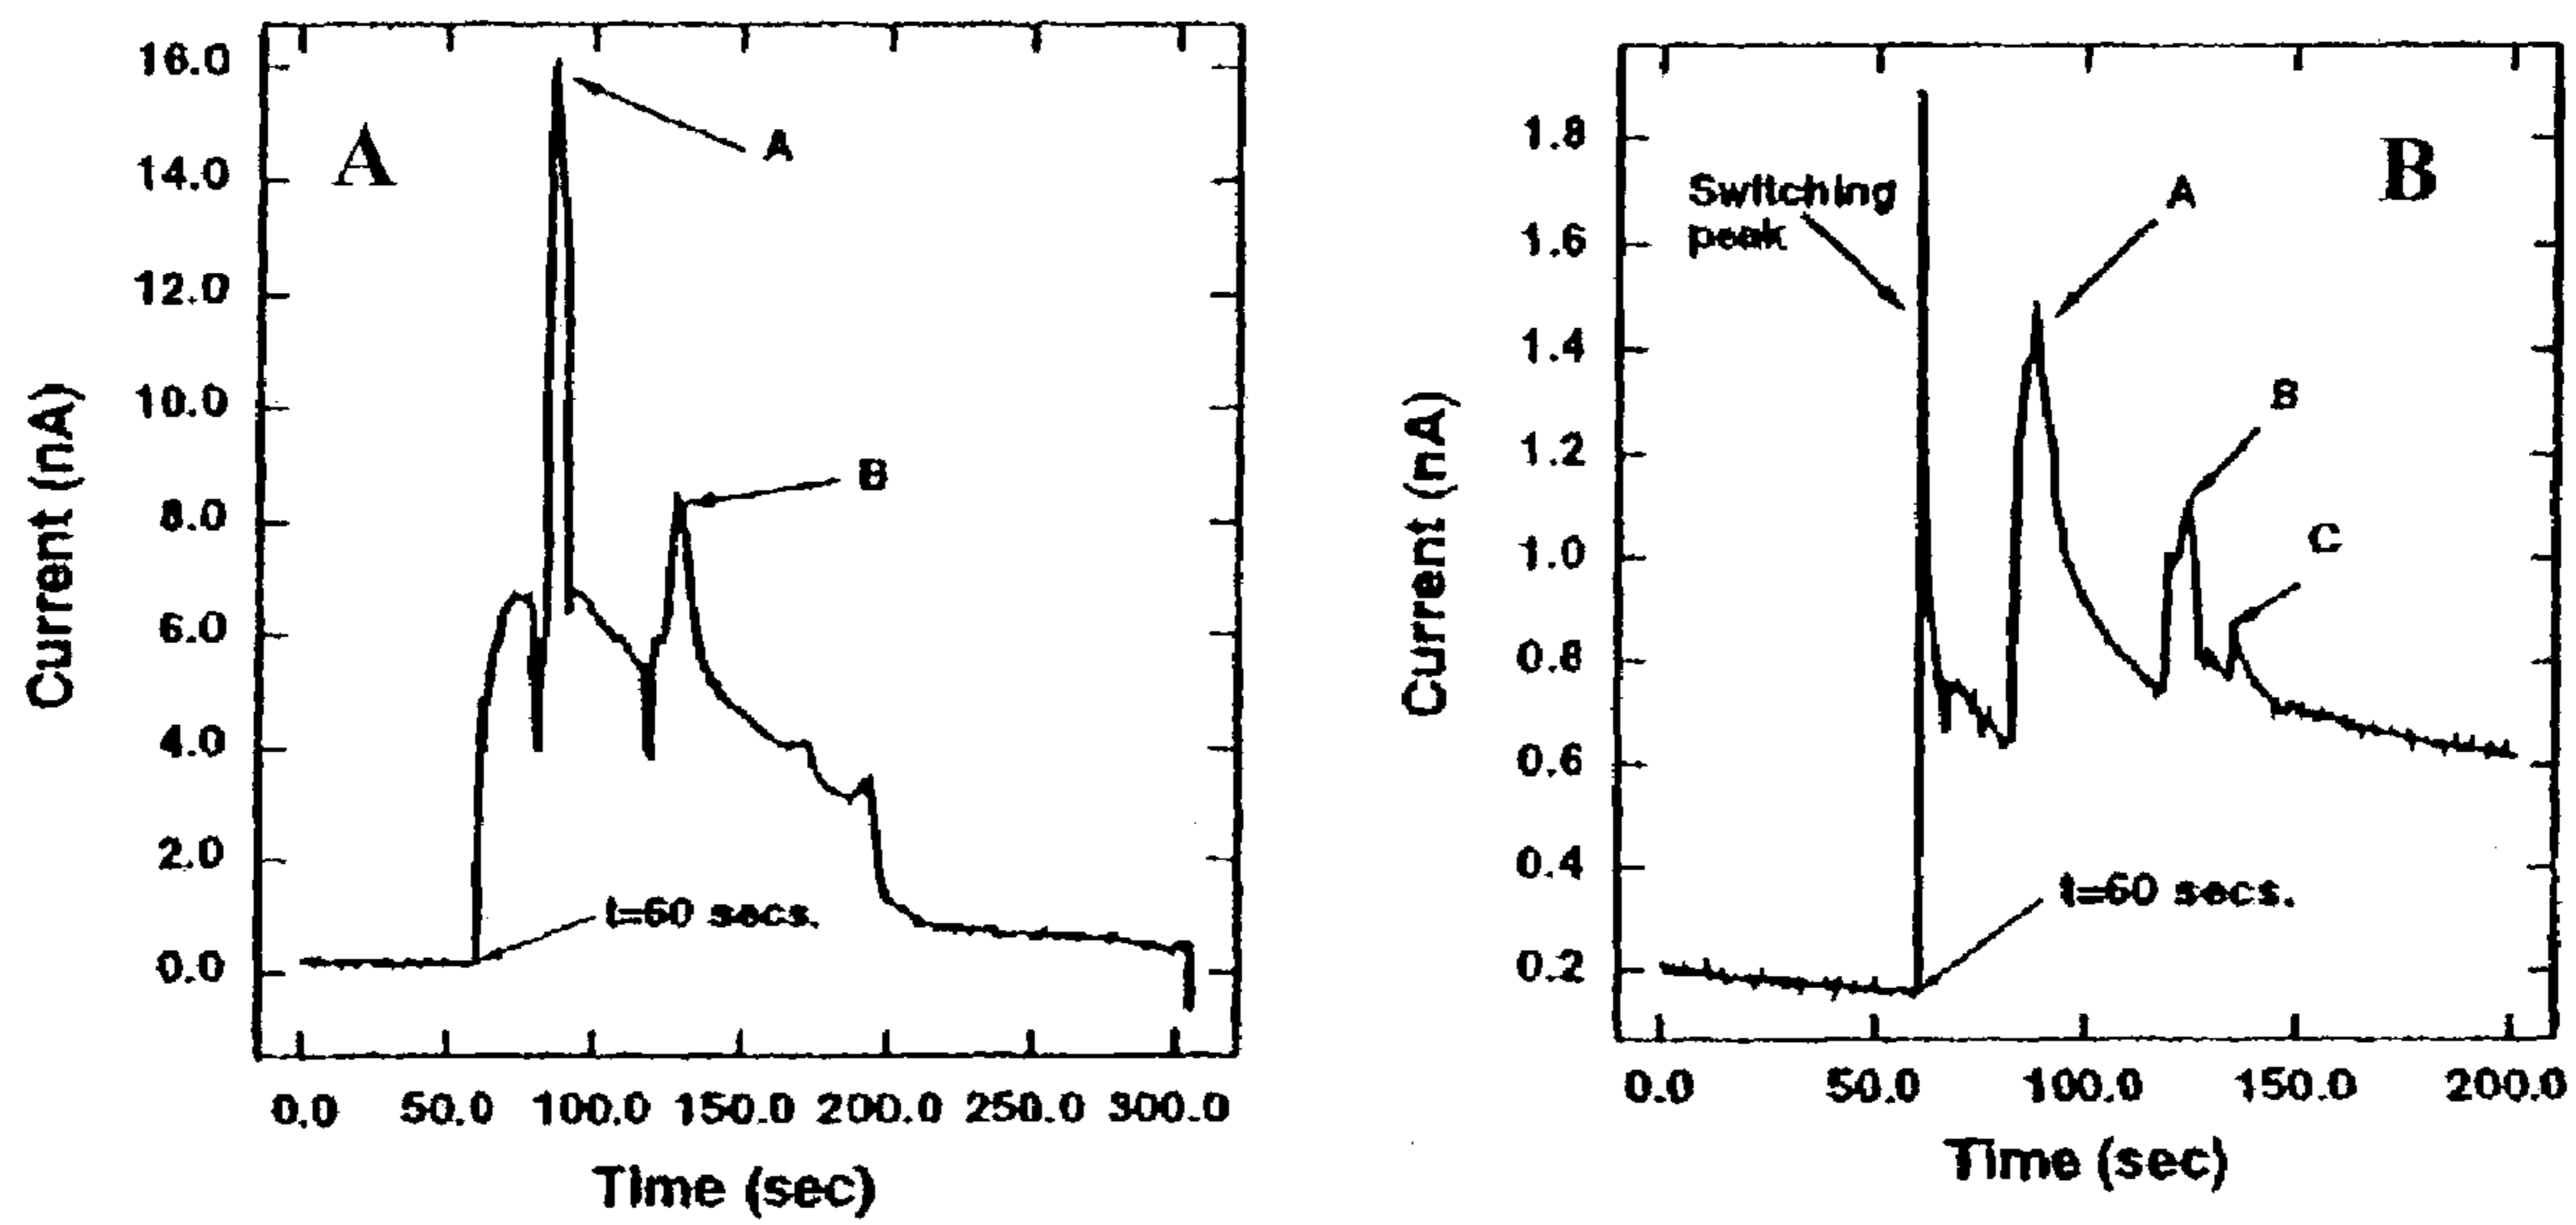 16.0
14.0
12.0
10.0
8.0
6.0
4.0
2.0
0.0
Current (nA)
A
A
B
t=60 secs.
0.0 50.0 100.0 150.0 200.0 250.0 300.0
Time (sec)
1.8
1.6
1.4
1.2
1.0
0.8
0.6
0.4
0.2
Current (nA)
Switching
peak
A
B
B
C
t=60 secs.
0.0 50.0 100.0 150.0 200.0
Time (sec)